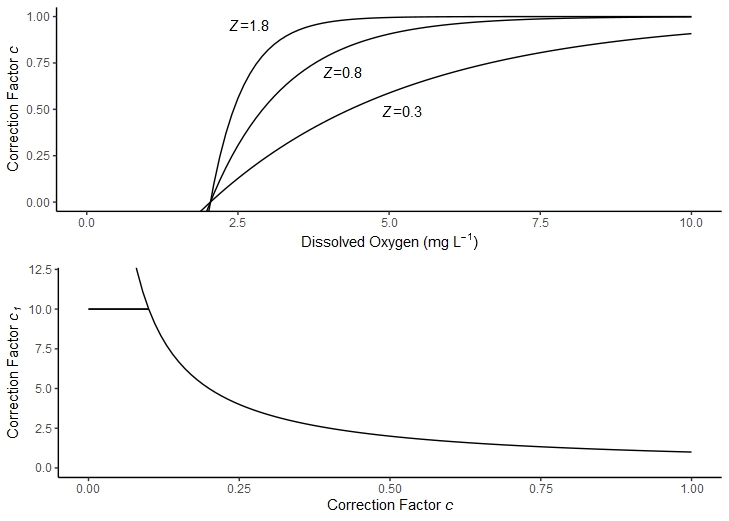 Correction Factor c
1.00
0.75
0.50
0.25
0.00
Z=1.8
Z=0.8
Z=0.3
0.0 2.5 5.0 7.5 10.0
Dissolved Oxygen (mg L⁻¹)
Correction Factor c₁
12.5
10.0
7.5
5.0
2.5
0.0
0.00 0.25 0.50 0.75 1.00
Correction Factor c